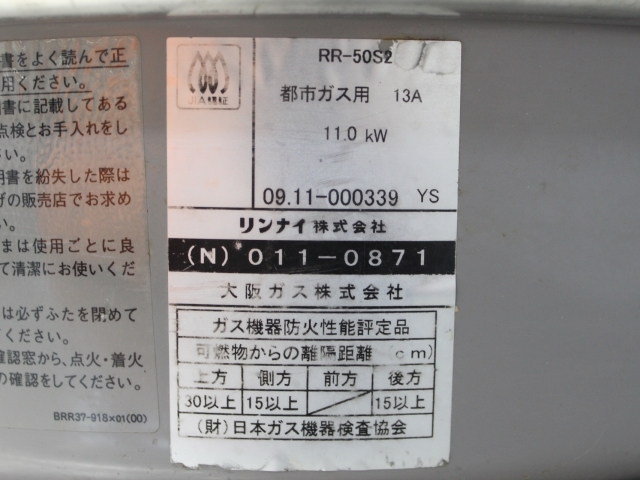 書をよく読んで正
用ください。
書に記載してある
点検とお手入れをし
さい。
明書を紛失した際は
げの販売店でお求め
い。
まは使用ごとに良
て清潔にお使いくだ
は必ずふたを閉めて
てください。
確認窓から、点火・着火
の確認をしてください。
BRR37-918×01(00)
JIA認証
RR-50S2
都市ガス用 13A
11.0 kW
09.11-000339 YS
リンナイ株式会社
(N) 011-0871
大阪ガス株式会社
ガス機器防火性能評定品
可燃物からの離隔距離 (cm)
上方 側方 前方 後方
30以上 15以上 15以上
(財)日本ガス機器検査協会